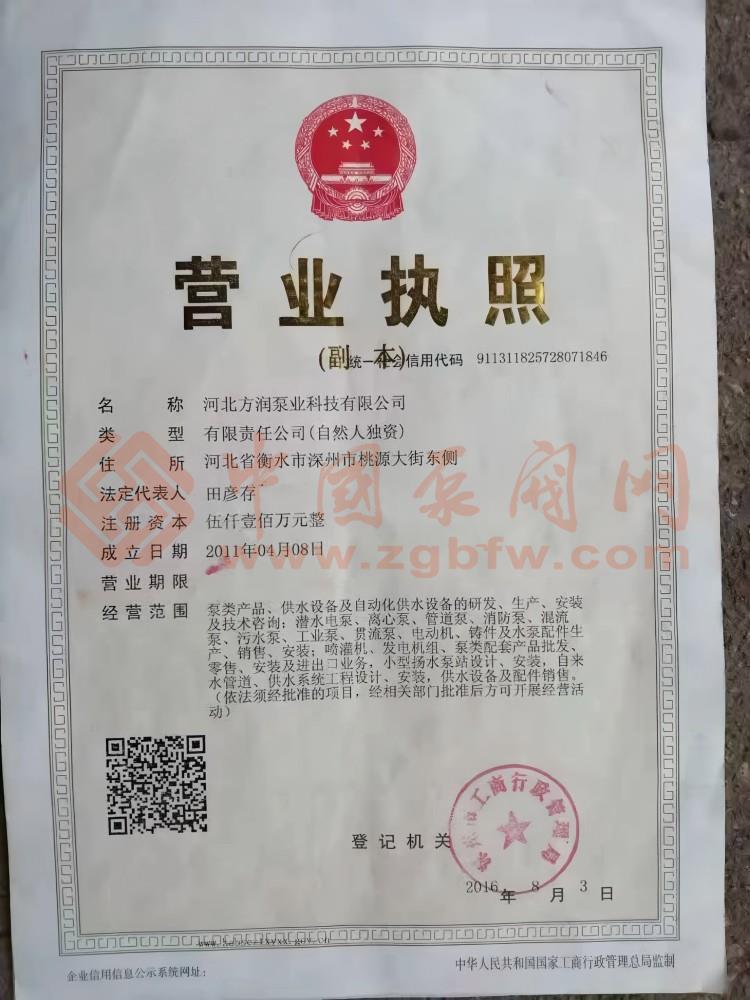 营业执照
(副 本)
统一社会信用代码 911311825728071846
名 称 河北方润泵业科技有限公司
类 型 有限责任公司(自然人独资)
住 所 河北省衡水市深州市桃源大街东侧
法定代表人 田彦存
注册资本 伍仟壹佰万元整
成立日期 2011年04月08日
营业期限
经营范围 泵类产品、供水设备及自动化供水设备的研发、生产、安装
及技术咨询；潜水电泵、离心泵、管道泵、消防泵、混流
泵、污水泵、工业泵、贯流泵、电动机、铸件及水泵配件生
产、销售、安装；喷灌机、发电机组、泵类配套产品批发、
零售、安装及进出口业务，小型扬水泵站设计、安装，自来
水管道、供水系统工程设计、安装，供水设备及配件销售。
(依法须经批准的项目，经相关部门批准后方可开展经营活
动)
中国泵阀网
www.zgbfw.com
工商行政管理局
登记机关
2016年 8月 3日
企业信用信息公示系统网址：
中华人民共和国国家工商行政管理总局监制